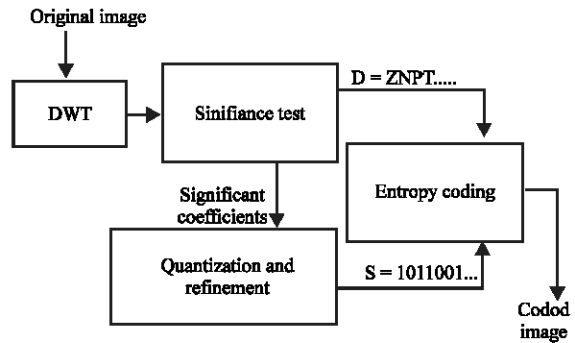 Original image
DWT
Sinifiance test
D = ZNPT.....
Significant
coefficients
Entropy coding
Quantization and
refinement
S = 1011001...
Codod
image